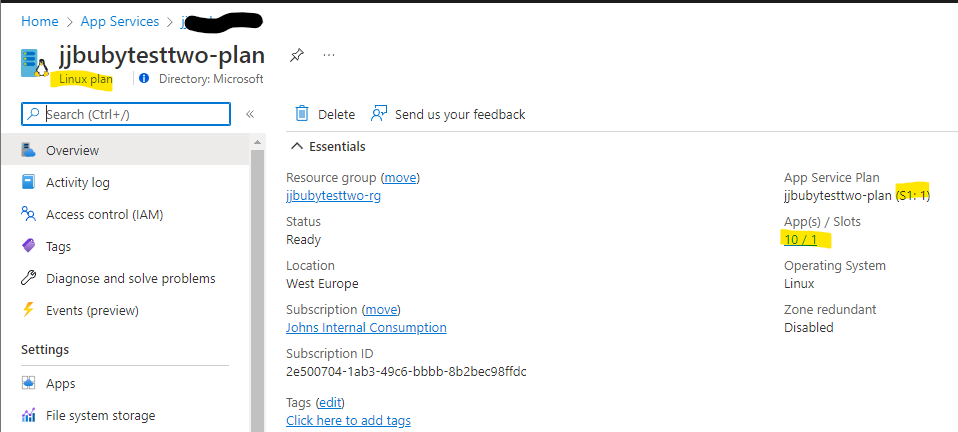 Home > App Services >
jjbubytesttwo-plan
Linux plan
Directory: Microsoft
Search (Ctrl+/)
Overview
Activity log
Access control (IAM)
Tags
Diagnose and solve problems
Events (preview)
Settings
Apps
File system storage
Delete
Send us your feedback
Essentials
Resource group (move)
jjbubytesttwo-rg
Status
Ready
Location
West Europe
Subscription (move)
Johns Internal Consumption
Subscription ID
2e500704-1ab3-49c6-bbbb-8b2bec98ffdc
Tags (edit)
Click here to add tags
App Service Plan
jjbubytesttwo-plan (S1: 1)
App(s) / Slots
10 / 1
Operating System
Linux
Zone redundant
Disabled